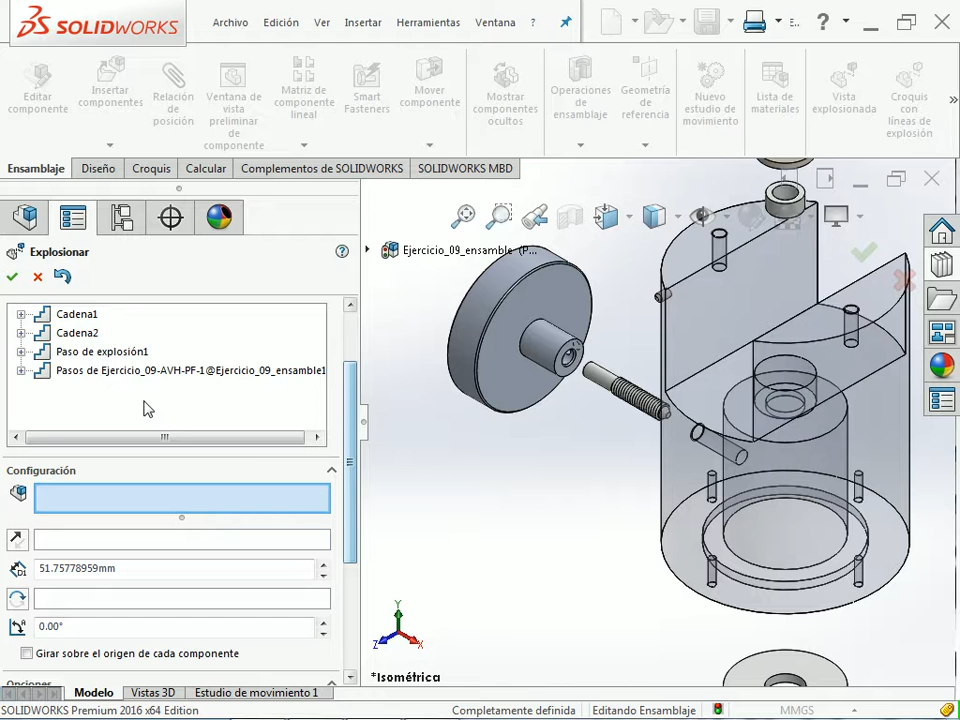 SOLIDWORKS
Archivo Edición Ver Insertar Herramientas Ventana ? E... ?
Editar componente
Insertar componentes
Relación de posición
Ventana de vista preliminar de componente
Matriz de componente lineal
Smart Fasteners
Mover componente
Mostrar componentes ocultos
Operaciones de ensamblaje
Geometría de referencia
Nuevo estudio de movimiento
Lista de materiales
Vista explosionada
Croquis con líneas de explosión
Ensamblaje Diseño Croquis Calcular Complementos de SOLIDWORKS SOLIDWORKS MBD
Explosionar
Ejercicio_09_ensamble (P...
Cadena1
Cadena2
Paso de explosión1
Pasos de Ejercicio_09-AVH-PF-1@Ejercicio_09_ensamble1
Configuración
D1
51.75778959mm
0.00°
Girar sobre el origen de cada componente
Opciones
Y
Z
X
*Isométrica
Modelo Vistas 3D Estudio de movimiento 1
SOLIDWORKS Premium 2016 x64 Edition Completamente definida Editando Ensamblaje MMGS